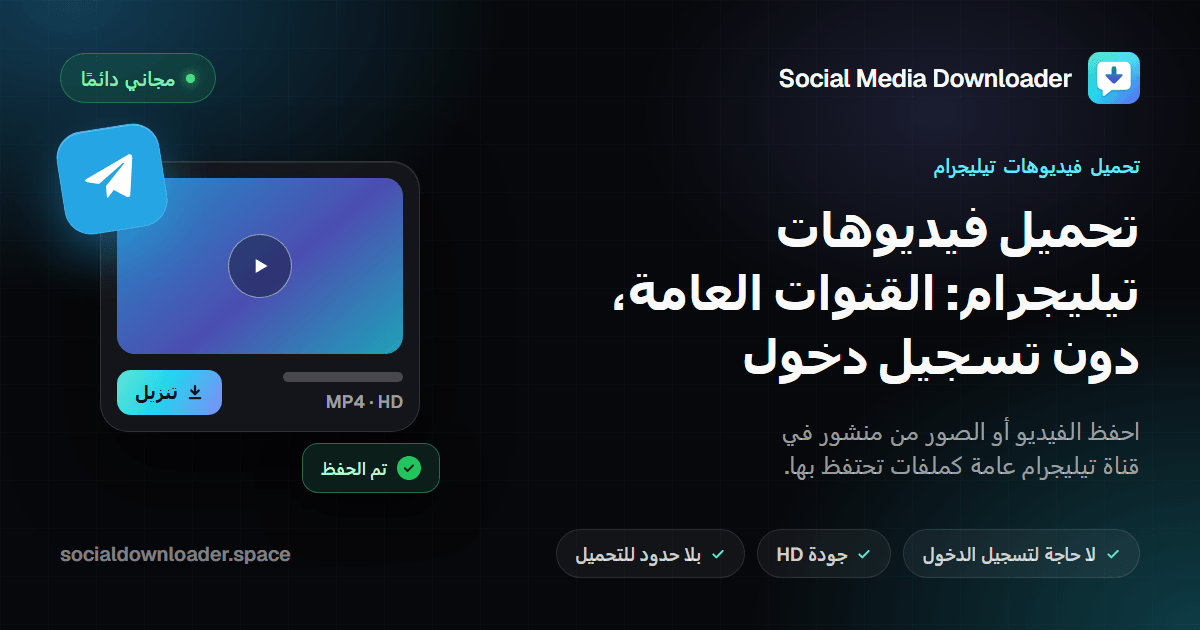 Social Media Downloader
مجاني دائمًا
تحميل فيديوهات تيليجرام
تحميل فيديوهات
تيليجرام: القنوات العامة،
دون تسجيل دخول
احفظ الفيديو أو الصور من منشور في
قناة تيليجرام عامة كملفات تحتفظ بها.
MP4 · HD
تنزيل
تم الحفظ
لا حاجة لتسجيل الدخول
جودة HD
بلا حدود للتحميل
socialdownloader.space